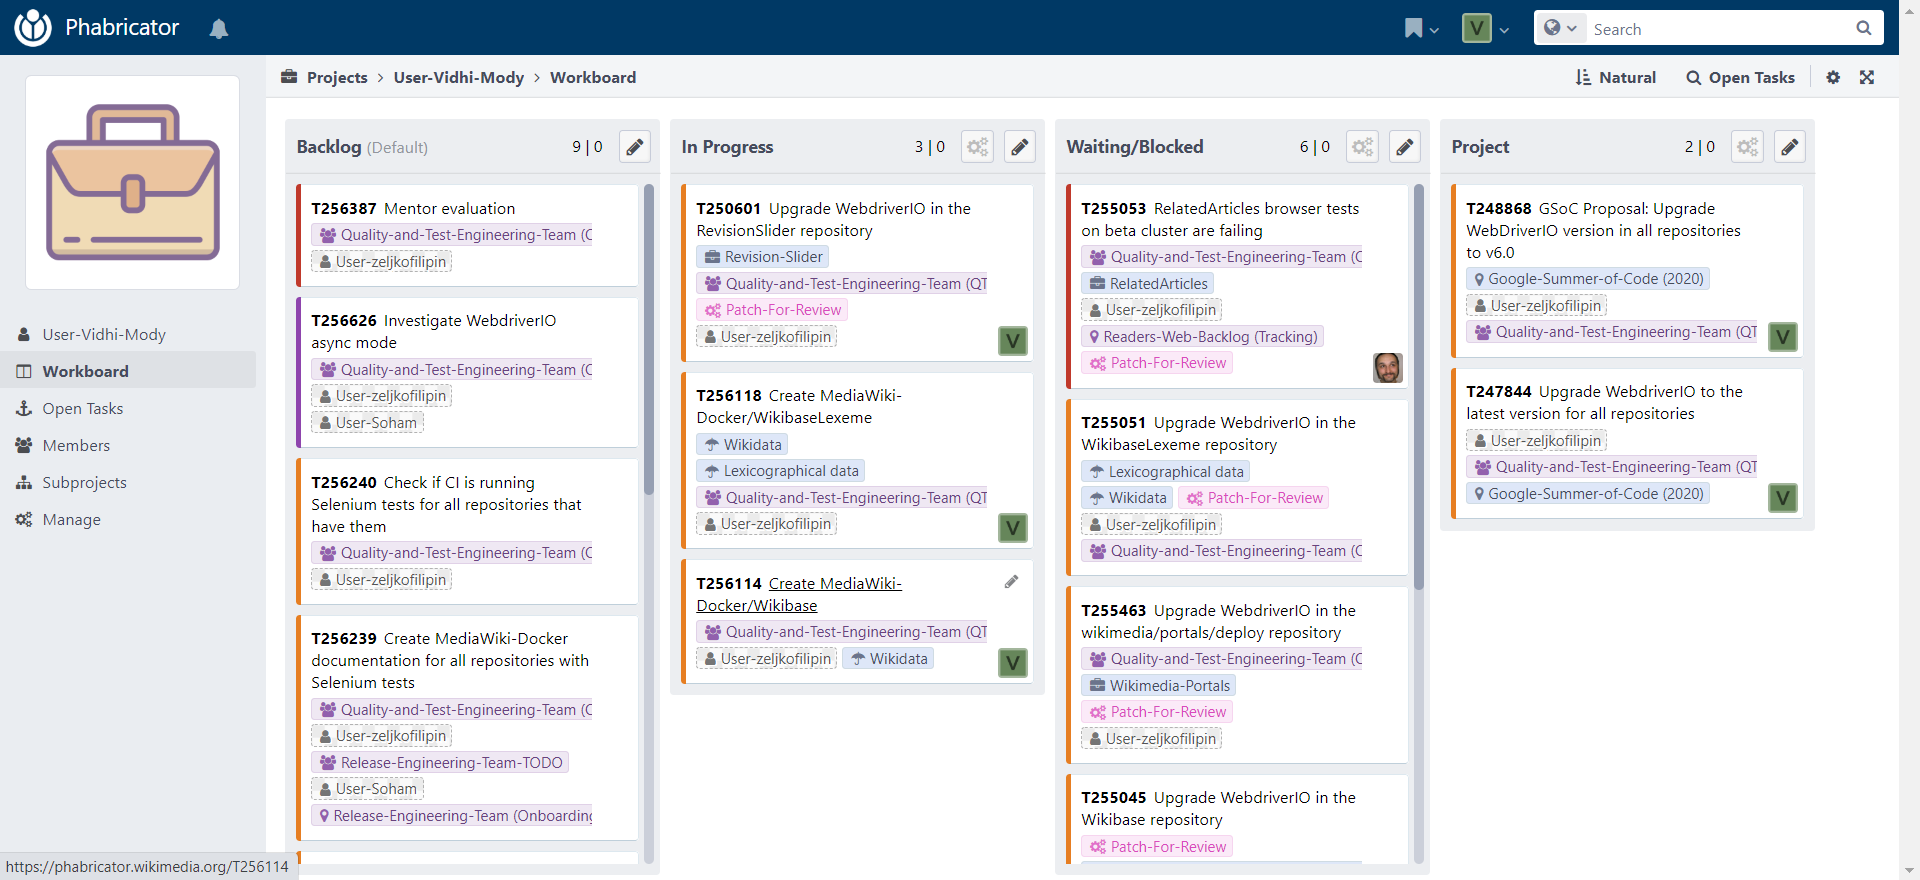 Phabricator
V
Search
Projects > User-Vidhi-Mody > Workboard
Natural
Open Tasks
User-Vidhi-Mody
Workboard
Open Tasks
Members
Subprojects
Manage
Backlog (Default) 9 | 0
T256387 Mentor evaluation
Quality-and-Test-Engineering-Team (
User-zeljkofilipin
T256626 Investigate WebdriverIO
async mode
Quality-and-Test-Engineering-Team (
User-zeljkofilipin
User-Soham
T256240 Check if CI is running
Selenium tests for all repositories that
have them
Quality-and-Test-Engineering-Team (
User-zeljkofilipin
T256239 Create MediaWiki-Docker
documentation for all repositories with
Selenium tests
Quality-and-Test-Engineering-Team (
User-zeljkofilipin
Release-Engineering-Team-TODO
User-Soham
Release-Engineering-Team (Onboarding
In Progress 3 | 0
T250601 Upgrade WebdriverIO in the
RevisionSlider repository
Revision-Slider
Quality-and-Test-Engineering-Team (QT
Patch-For-Review
User-zeljkofilipin
V
T256118 Create MediaWiki-
Docker/WikibaseLexeme
Wikidata
Lexicographical data
Quality-and-Test-Engineering-Team (QT
User-zeljkofilipin
V
T256114 Create MediaWiki-
Docker/Wikibase
Quality-and-Test-Engineering-Team (QT
User-zeljkofilipin Wikidata
V
Waiting/Blocked 6 | 0
T255053 RelatedArticles browser tests
on beta cluster are failing
Quality-and-Test-Engineering-Team (
RelatedArticles
User-zeljkofilipin
Readers-Web-Backlog (Tracking)
Patch-For-Review
T255051 Upgrade WebdriverIO in the
WikibaseLexeme repository
Lexicographical data
Wikidata Patch-For-Review
User-zeljkofilipin
Quality-and-Test-Engineering-Team (
T255463 Upgrade WebdriverIO in the
wikimedia/portals/deploy repository
Quality-and-Test-Engineering-Team (
Wikimedia-Portals
Patch-For-Review
User-zeljkofilipin
T255045 Upgrade WebdriverIO in the
Wikibase repository
Patch-For-Review
Project 2 | 0
T248868 GSoC Proposal: Upgrade
WebDriverIO version in all repositories
to v6.0
Google-Summer-of-Code (2020)
User-zeljkofilipin
Quality-and-Test-Engineering-Team (QT
V
T247844 Upgrade WebdriverIO to the
latest version for all repositories
User-zeljkofilipin
Quality-and-Test-Engineering-Team (QT
Google-Summer-of-Code (2020)
V
https://phabricator.wikimedia.org/T256114